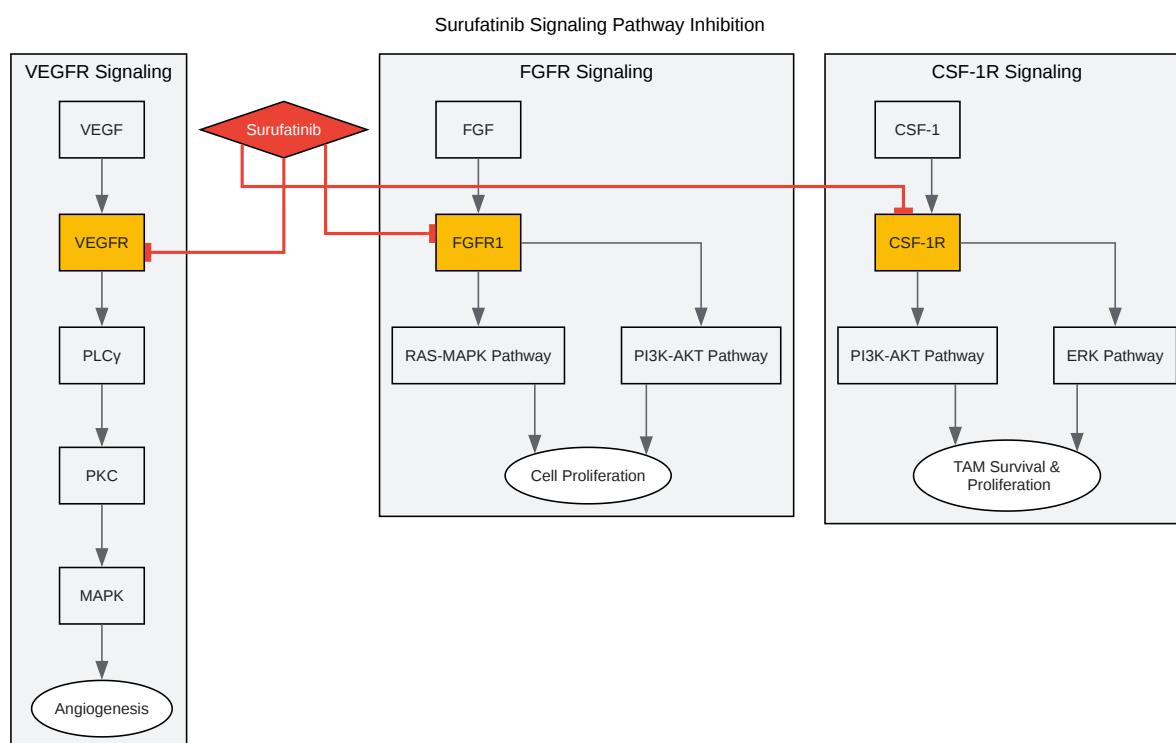 Surufatinib Signaling Pathway Inhibition
VEGFR Signaling
VEGF
VEGFR
PLCγ
PKC
MAPK
Angiogenesis
Surufatinib
FGFR Signaling
FGF
FGFR1
RAS-MAPK Pathway
PI3K-AKT Pathway
Cell Proliferation
CSF-1R Signaling
CSF-1
CSF-1R
PI3K-AKT Pathway
ERK Pathway
TAM Survival &
Proliferation